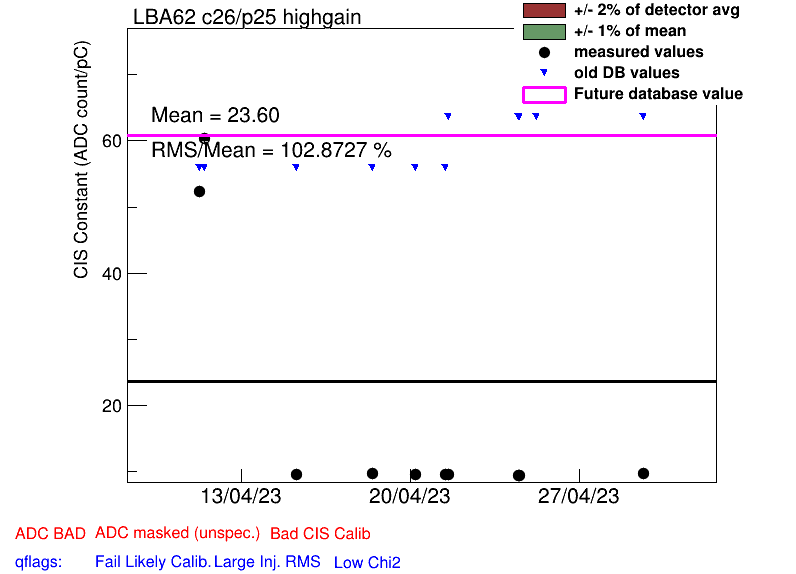 LBA62 c26/p25 highgain
+/- 2% of detector avg
+/- 1% of mean
measured values
old DB values
Future database value
Mean = 23.60
RMS/Mean = 102.8727 %
CIS Constant (ADC count/pC)
60
40
20
13/04/23 20/04/23 27/04/23
ADC BAD ADC masked (unspec.) Bad CIS Calib
qflags: Fail Likely Calib. Large Inj. RMS Low Chi2